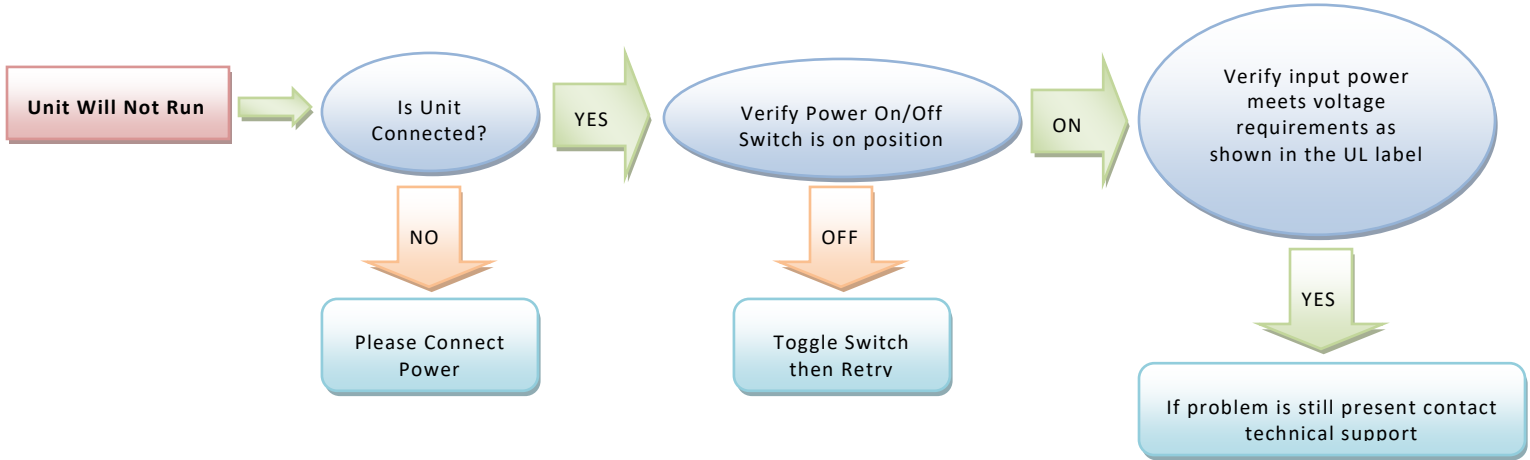 Unit Will Not Run
Is Unit
Connected?
YES
Verify Power On/Off
Switch is on position
ON
Verify input power
meets voltage
requirements as
shown in the UL label
NO
OFF
YES
Please Connect
Power
Toggle Switch
then Retry
If problem is still present contact
technical support